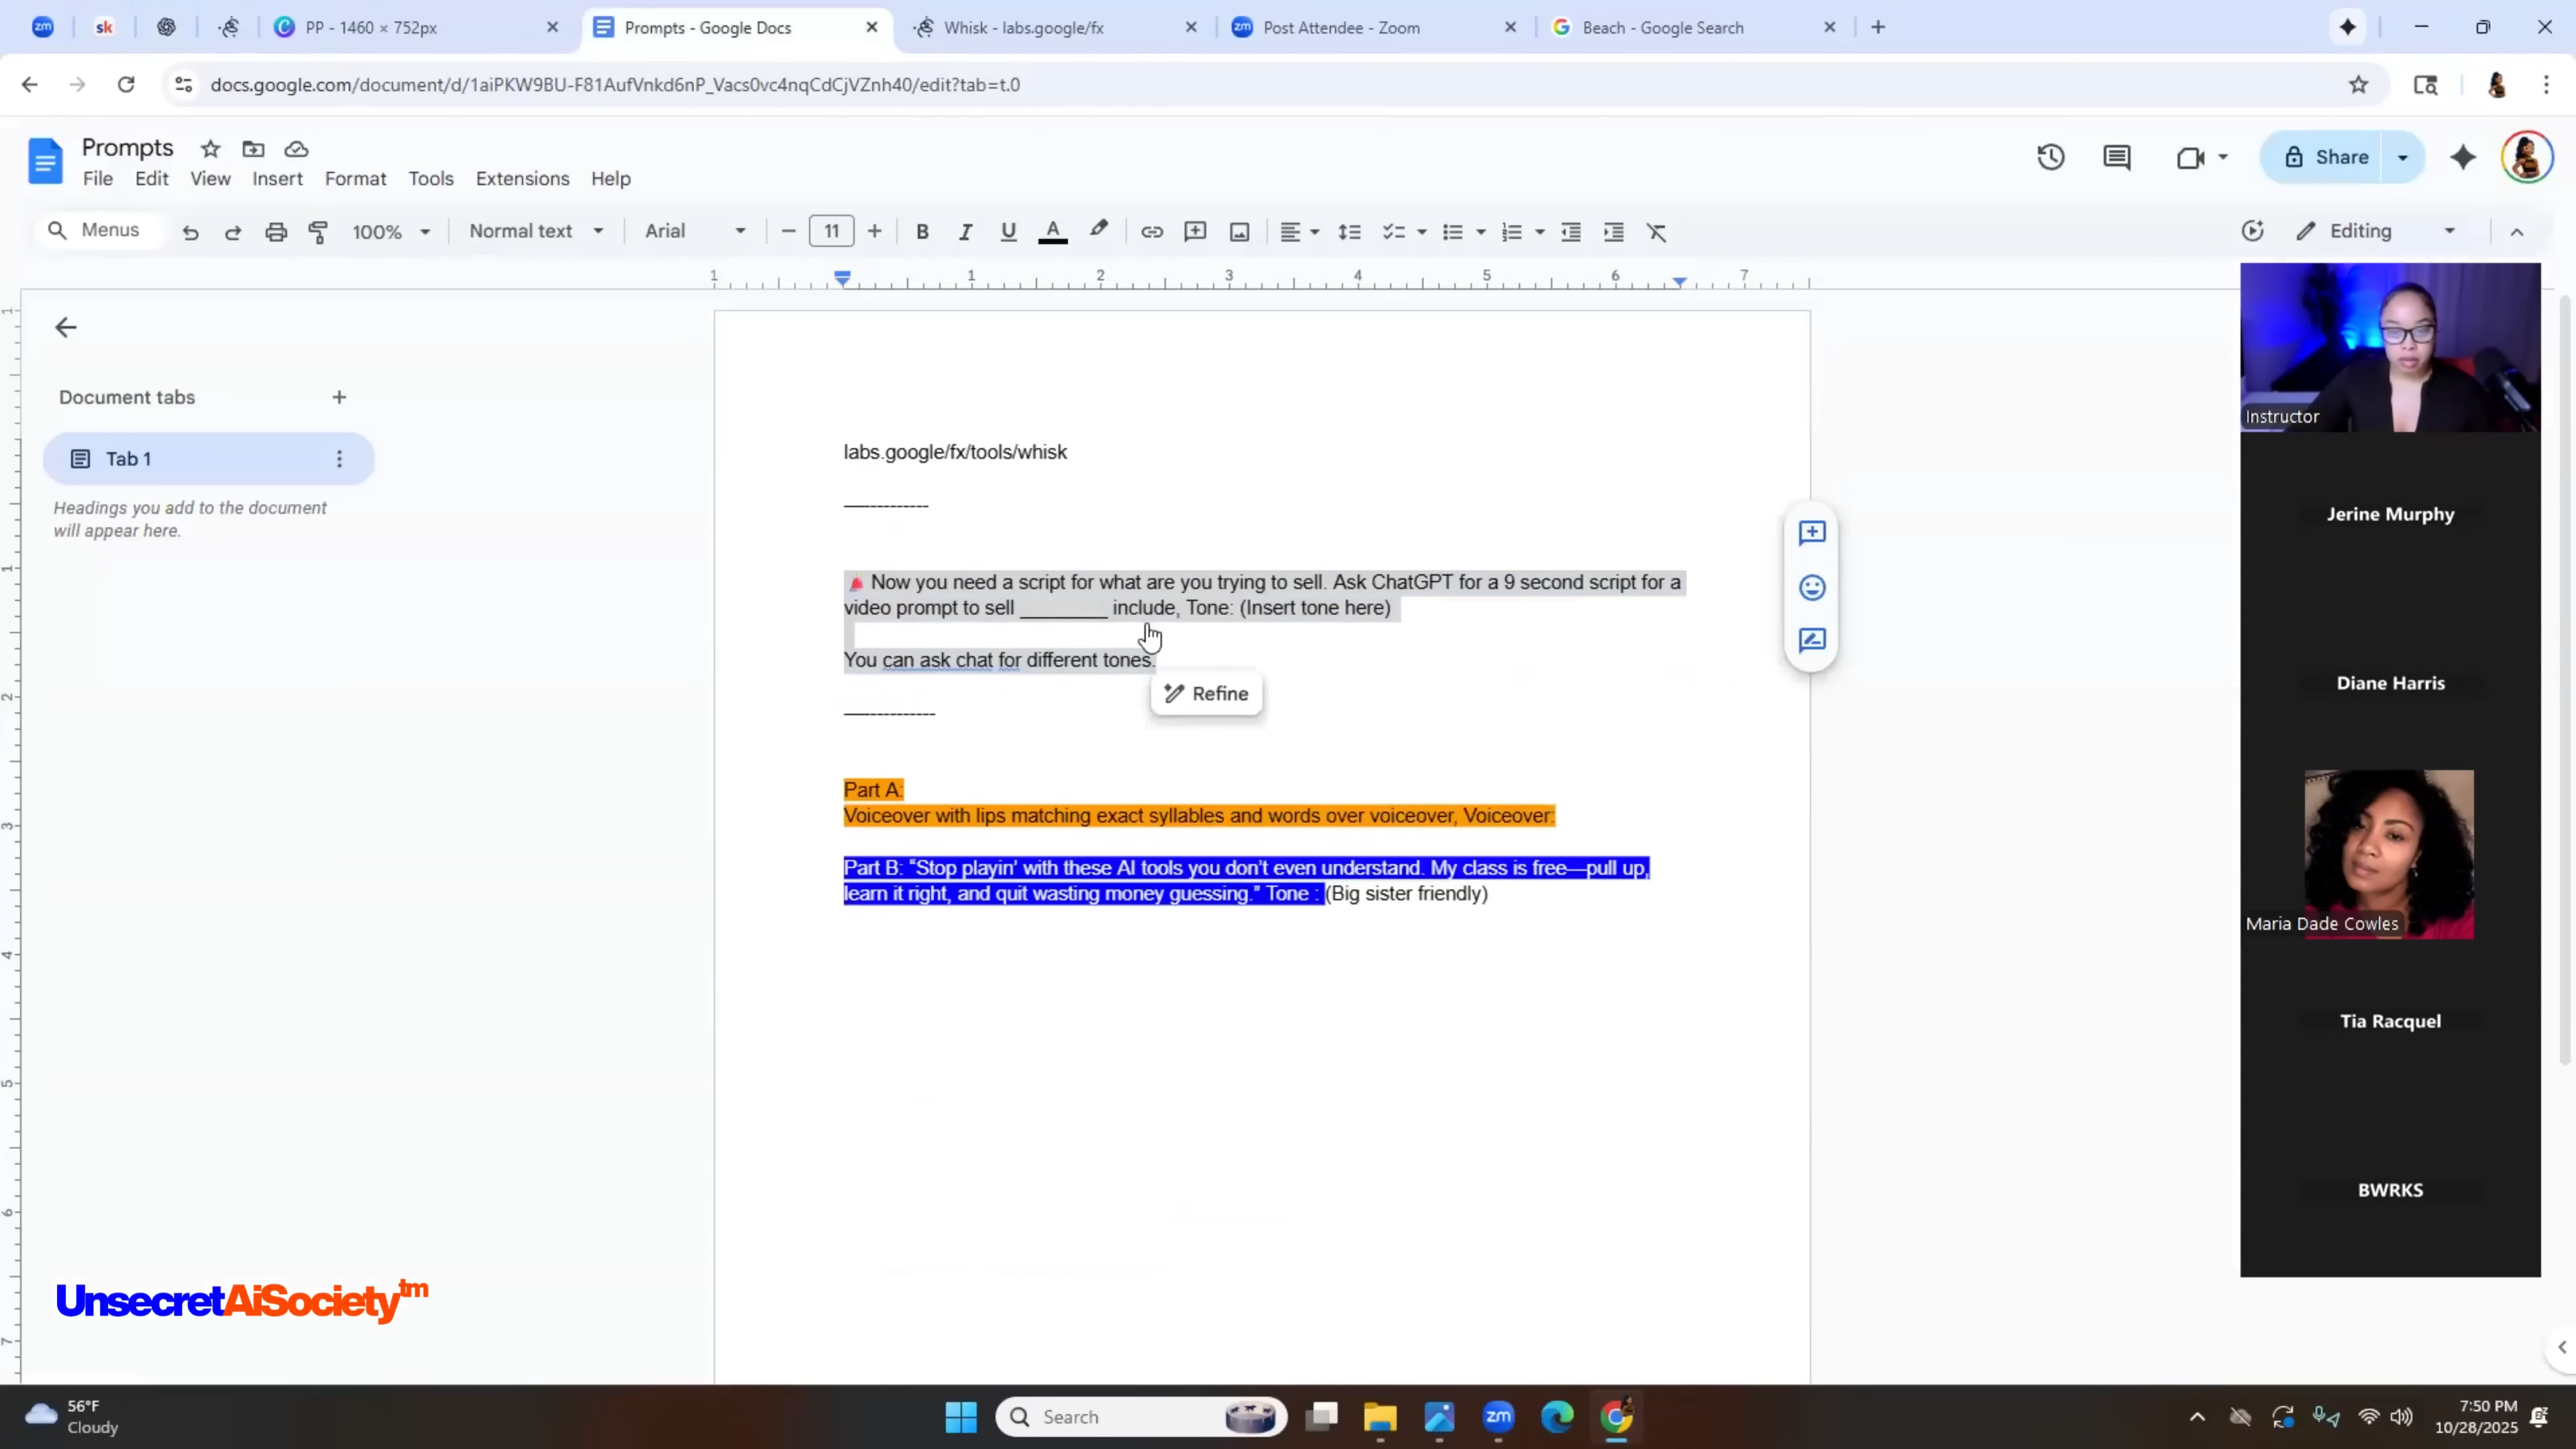 PP - 1460 × 752px
Prompts - Google Docs
Whisk - labs.google/fx
Post Attendee - Zoom
Beach - Google Search
docs.google.com/document/d/1aiPKW9BU-F81AufVnkd6nP_Vacs0vc4nqCdCjVZnh40/edit?tab=t.0
Prompts
File Edit View Insert Format Tools Extensions Help
Share
Menus
100%
Normal text
Arial
11
Editing
1 1 2 3 4 5 6 7
Document tabs
Tab 1
Headings you add to the document
will appear here.
labs.google/fx/tools/whisk
-------------
Now you need a script for what are you trying to sell. Ask ChatGPT for a 9 second script for a
video prompt to sell ________ include, Tone: (Insert tone here)
You can ask chat for different tones.
Refine
--------------
Part A:
Voiceover with lips matching exact syllables and words over voiceover, Voiceover:
Part B: “Stop playin’ with these AI tools you don’t even understand. My class is free—pull up,
learn it right, and quit wasting money guessing.” Tone : (Big sister friendly)
Instructor
Jerine Murphy
Diane Harris
Maria Dade Cowles
Tia Racquel
BWRKS
UnsecretAiSociety™
56°F
Cloudy
Search
7:50 PM
10/28/2025